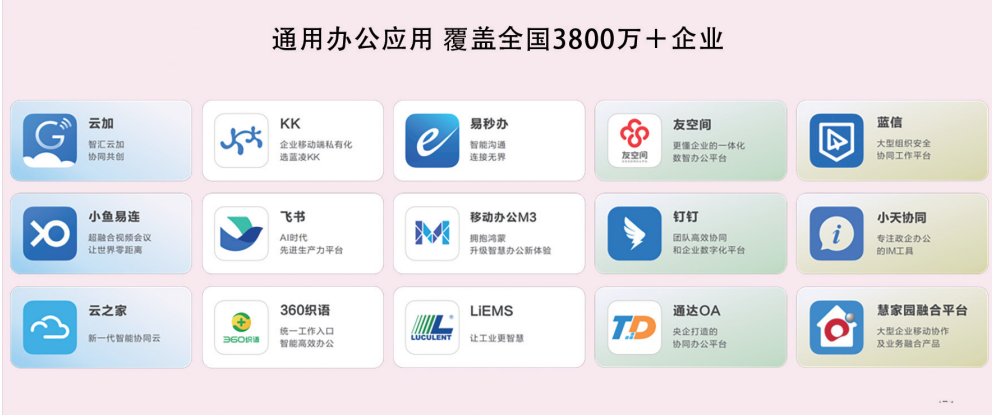 通用办公应用 覆盖全国3800万＋企业
云加
智汇云加
协同共创
KK
企业移动端私有化
选蓝凌KK
易秒办
智能沟通
连接无界
友空间
友空间
更懂企业的一体化
数智办公平台
蓝信
大型组织安全
协同工作平台
小鱼易连
超融合视频会议
让世界零距离
飞书
AI时代
先进生产力平台
移动办公M3
拥抱鸿蒙
升级智慧办公新体验
钉钉
团队高效协同
和企业数字化平台
小天协同
专注政企办公
的IM工具
云之家
新一代智能协同云
360织语
360织语
统一工作入口
智能高效办公
LUCULENT
LiEMS
让工业更智慧
TD
通达OA
央企打造的
协同办公平台
慧家园融合平台
大型企业移动协作
及业务融合产品